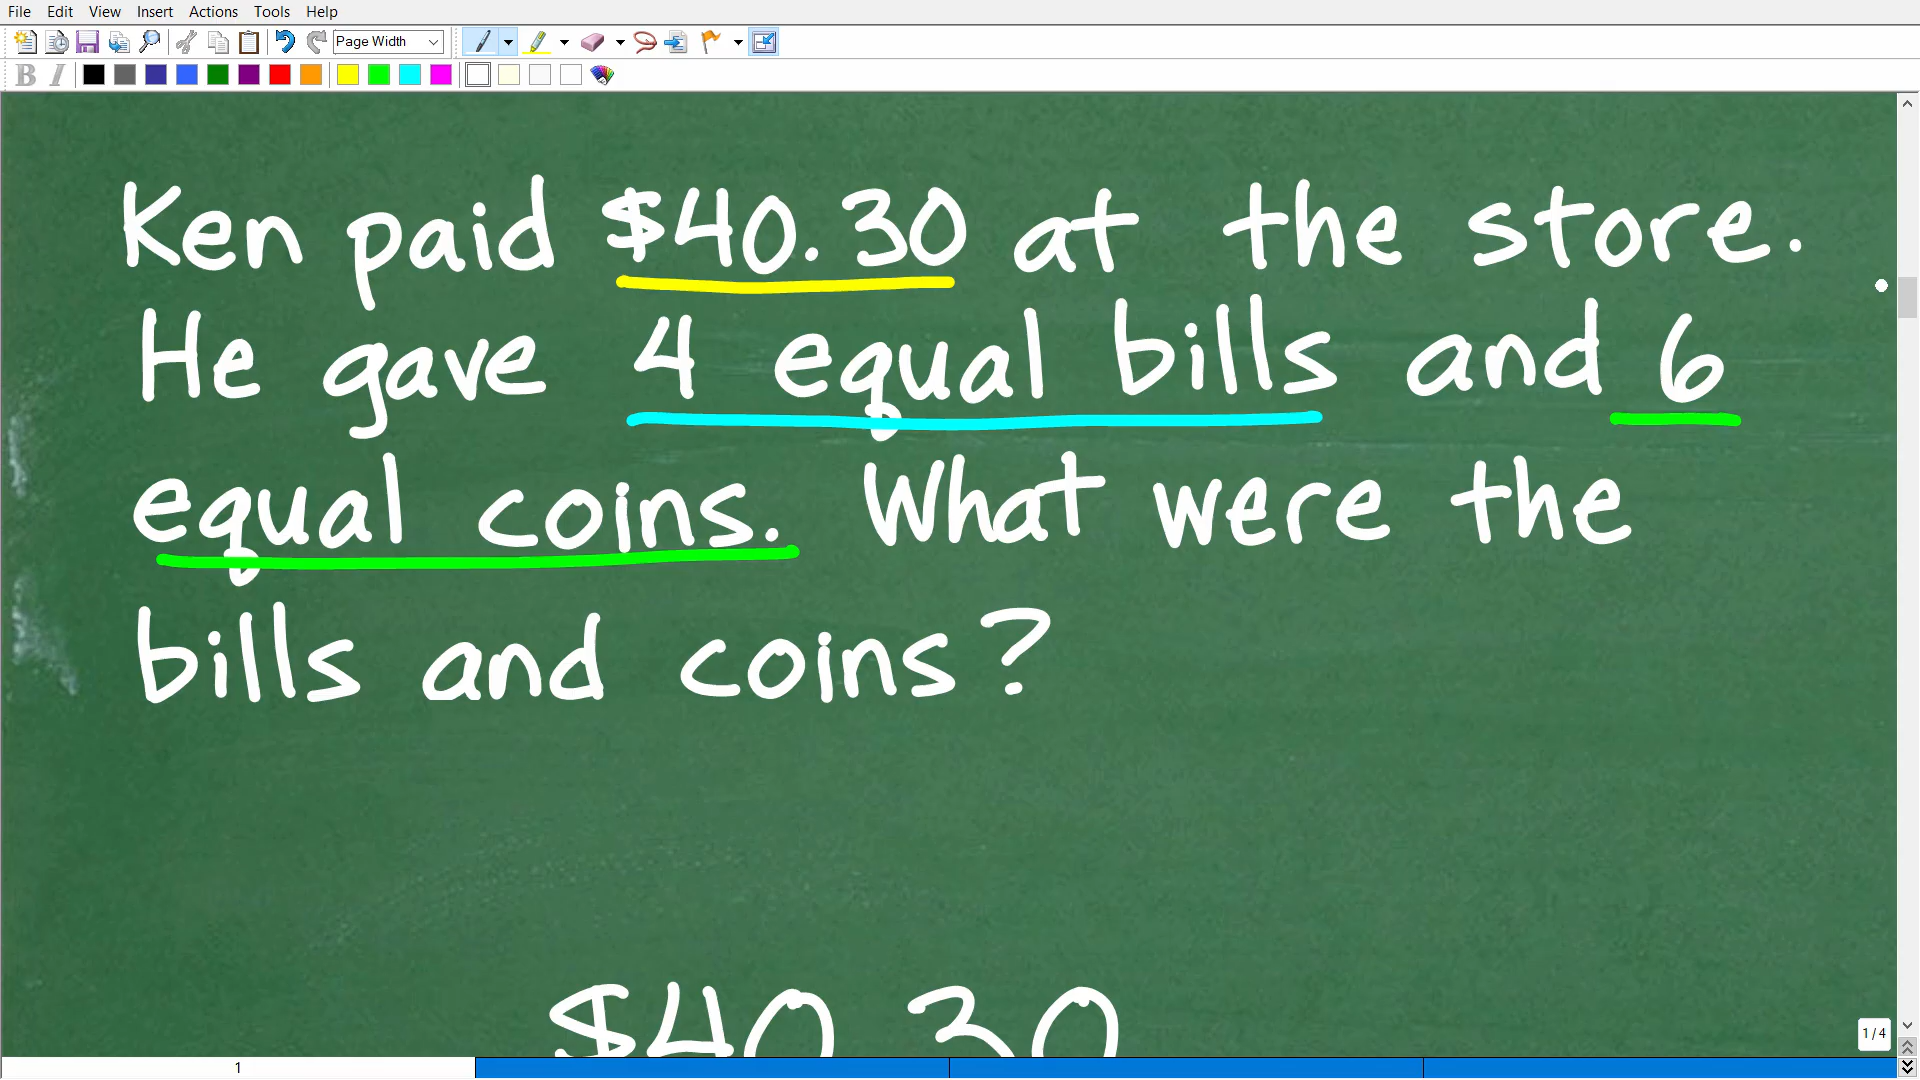 File Edit View Insert Actions Tools Help
Page Width
B I
Ken paid $40.30 at the store.
He gave 4 equal bills and 6
equal coins. What were the
bills and coins?
$40.30
1 / 4
1